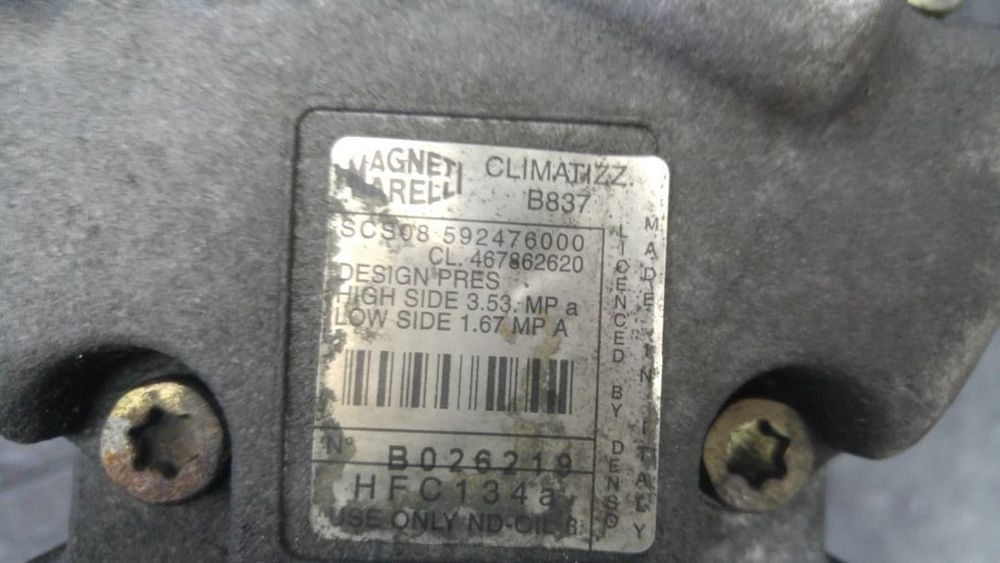 MAGNETI
MARELLI
CLIMATIZZ.
B837
SCS08 592476000
CL. 467862620
DESIGN PRES
HIGH SIDE 3.53. MP a
LOW SIDE 1.67 MP A
N° B026219
HFC134a
USE ONLY ND-OIL 8
LICENCED BY DENSO
MADE IN ITALY